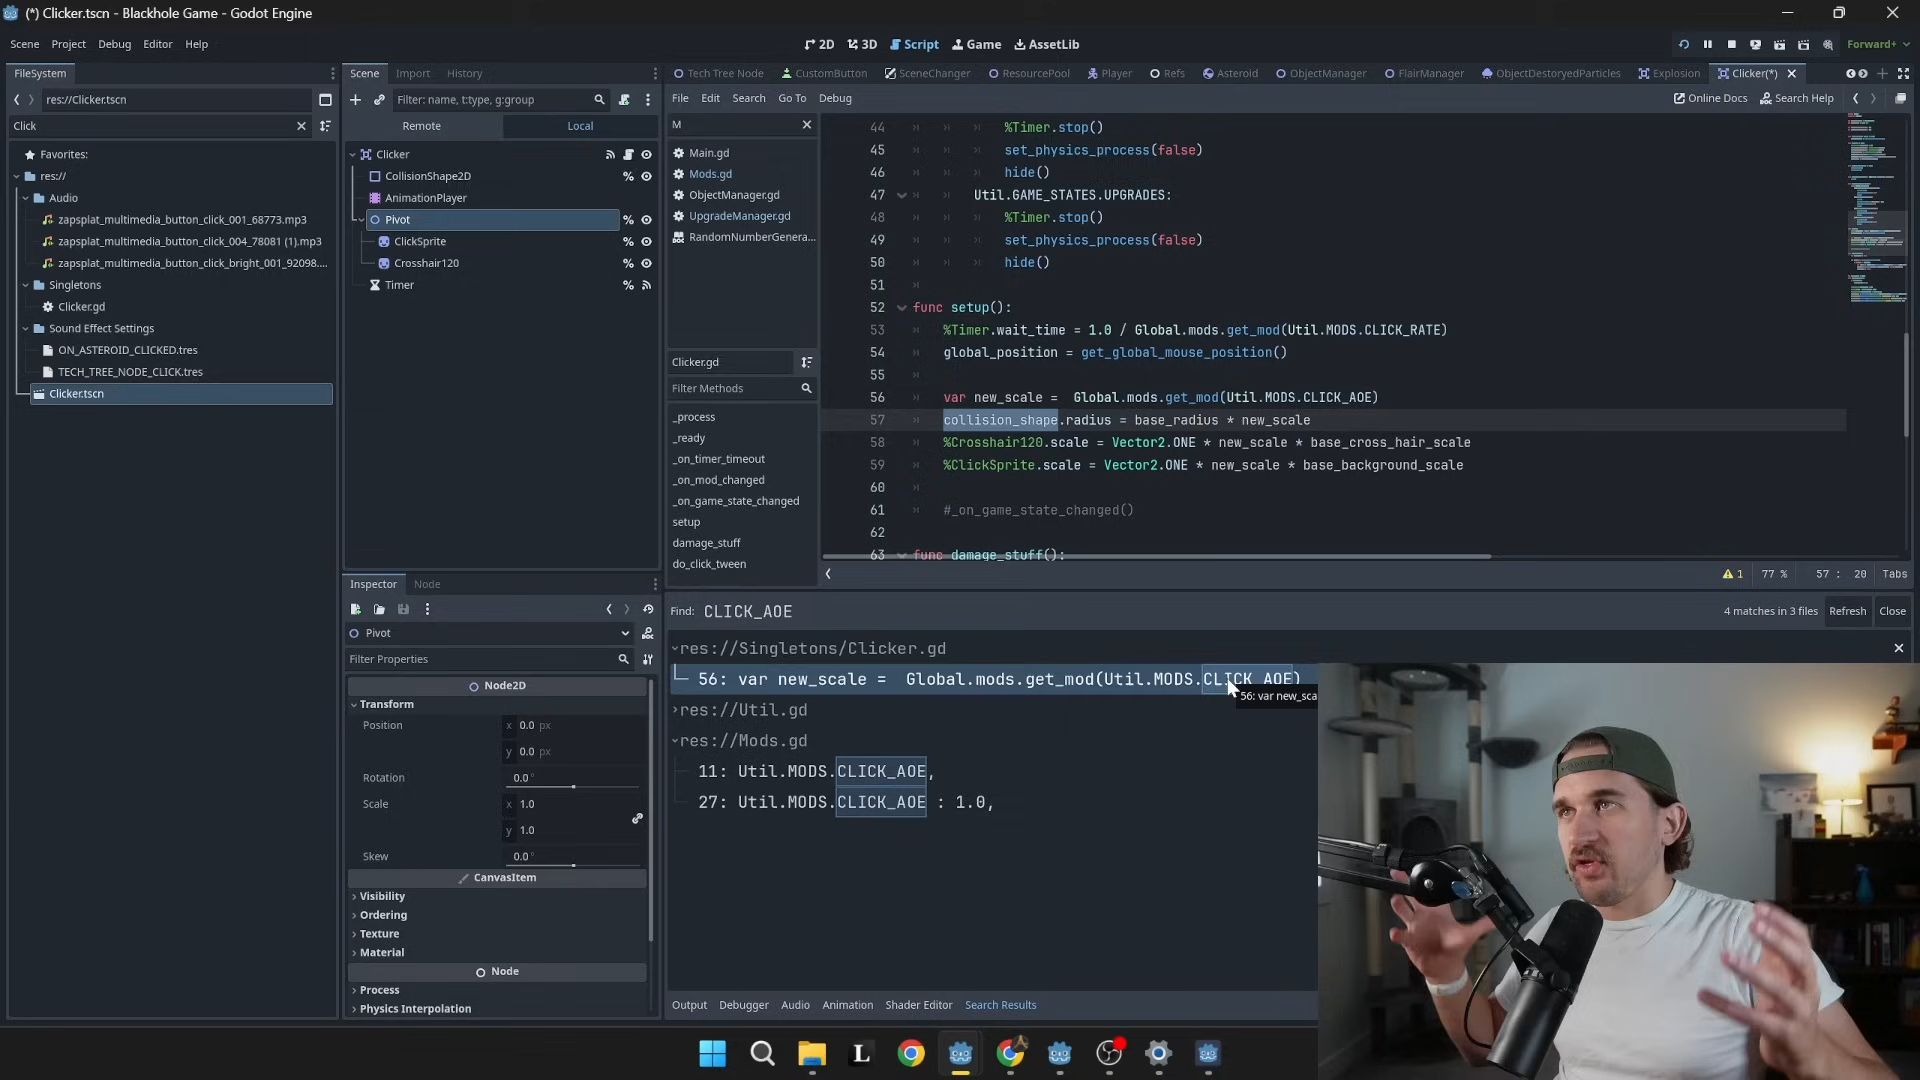 (*) Clicker.tscn - Blackhole Game - Godot Engine
Scene Project Debug Editor Help
2D 3D Script Game AssetLib
Forward+
FileSystem
res://Clicker.tscn
Click
Favorites:
res://
Audio
zapsplat_multimedia_button_click_001_68773.mp3
zapsplat_multimedia_button_click_004_78081 (1).mp3
zapsplat_multimedia_button_click_bright_001_92098....
Singletons
Clicker.gd
Sound Effect Settings
ON_ASTEROID_CLICKED.tres
TECH_TREE_NODE_CLICK.tres
Clicker.tscn
Scene Import History
Filter: name, t:type, g:group
Remote Local
Clicker
CollisionShape2D
AnimationPlayer
Pivot
ClickSprite
Crosshair120
Timer
Inspector Node
Pivot
Filter Properties
Node2D
Transform
Position x 0.0 px
y 0.0 px
Rotation 0.0 °
Scale x 1.0
y 1.0
Skew 0.0 °
CanvasItem
Visibility
Ordering
Texture
Material
Node
Process
Physics Interpolation
Tech Tree Node CustomButton SceneChanger ResourcePool Player Refs Asteroid ObjectManager FlairManager ObjectDestoryedParticles Explosion Clicker(*)
File Edit Search Go To Debug
Online Docs Search Help
M
Main.gd
Mods.gd
ObjectManager.gd
UpgradeManager.gd
RandomNumberGenera...
Clicker.gd
Filter Methods
_process
_ready
_on_timer_timeout
_on_mod_changed
_on_game_state_changed
setup
damage_stuff
do_click_tween
44 %Timer.stop()
45 set_physics_process(false)
46 hide()
47 Util.GAME_STATES.UPGRADES:
48 %Timer.stop()
49 set_physics_process(false)
50 hide()
51
52 func setup():
53 %Timer.wait_time = 1.0 / Global.mods.get_mod(Util.MODS.CLICK_RATE)
54 global_position = get_global_mouse_position()
55
56 var new_scale =  Global.mods.get_mod(Util.MODS.CLICK_AOE)
57 collision_shape.radius = base_radius * new_scale
58 %Crosshair120.scale = Vector2.ONE * new_scale * base_cross_hair_scale
59 %ClickSprite.scale = Vector2.ONE * new_scale * base_background_scale
60
61 #_on_game_state_changed()
62
63 func damage_stuff():
1 77 % 57 : 20 Tabs
Find: CLICK_AOE
4 matches in 3 files Refresh Close
res://Singletons/Clicker.gd
56: var new_scale =  Global.mods.get_mod(Util.MODS.CLICK_AOE)
56: var new_sca
res://Util.gd
res://Mods.gd
11: Util.MODS.CLICK_AOE,
27: Util.MODS.CLICK_AOE : 1.0,
Output Debugger Audio Animation Shader Editor Search Results
L